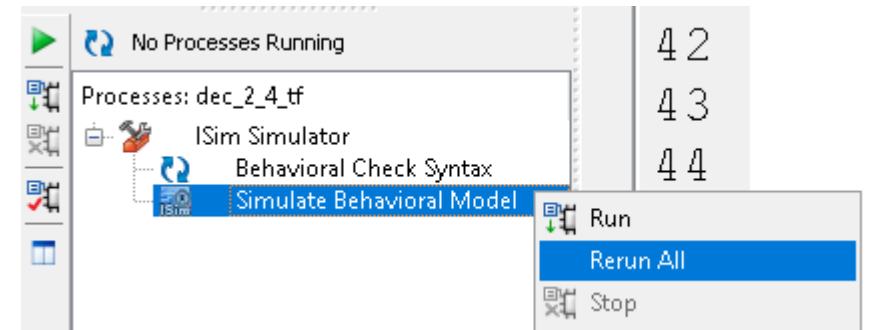 No Processes Running
Processes: dec_2_4_tf
ISim Simulator
Behavioral Check Syntax
ISim
Simulate Behavioral Model
42
43
44
Run
Rerun All
Stop